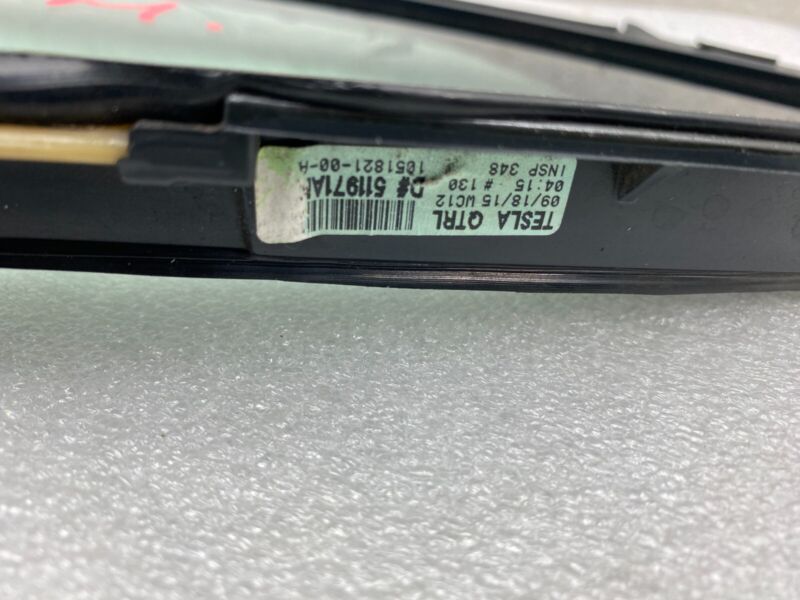 TESLA QTRL
09/18/15 WC12
04:15 # 130
INSP 348
D# 511971A
1051821-00-A